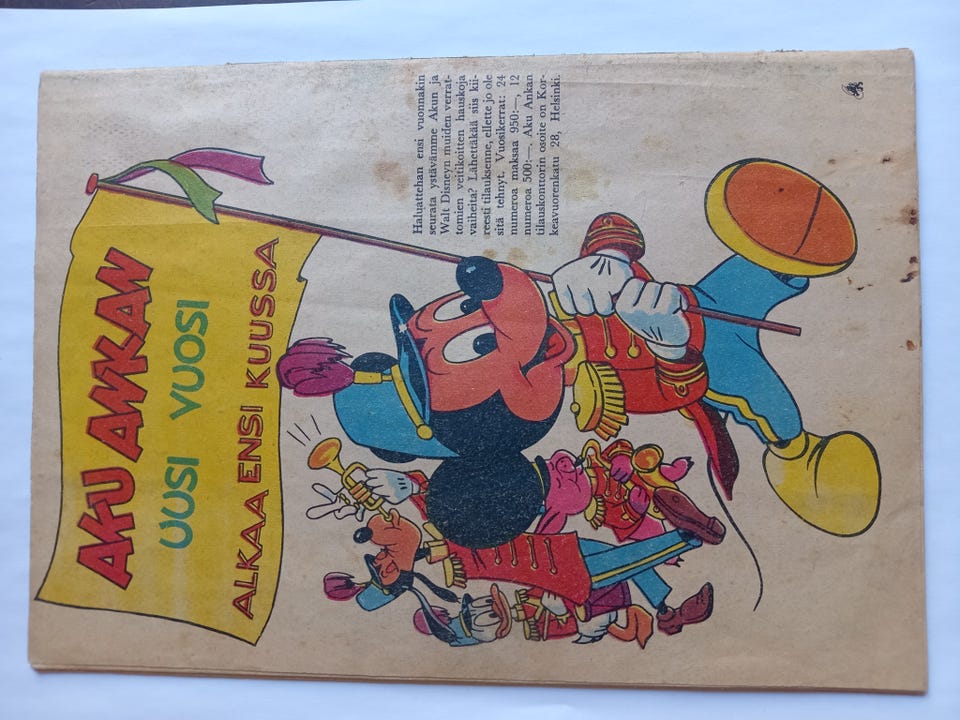 AKU ANKAN
UUSI VUOSI
ALKAA ENSI KUUSSA
Haluattehan ensi vuonnakin
seurata ystävämme Akun ja
Walt Disneyn muiden verrat-
tomien veitikoitten hauskoja
vaiheita? Lähettäkää siis kii-
reesti tilauksenne, ellette jo ole
sitä tehnyt. Vuosikerrat: 24
numeroa maksaa 950:—, 12
numeroa 500:—. Aku Ankan
tilauskonttorin osoite on Kor-
keavuorenkatu 28, Helsinki.